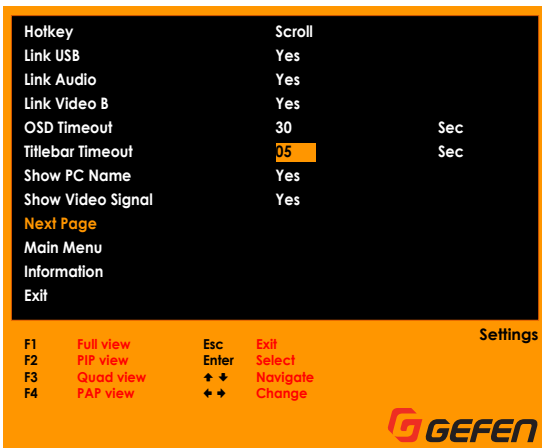 Hotkey Scroll
Link USB Yes
Link Audio Yes
Link Video B Yes
OSD Timeout 30 Sec
Titlebar Timeout 05 Sec
Show PC Name Yes
Show Video Signal Yes
Next Page
Main Menu
Information
Exit
Settings
F1 Full view Esc Exit
F2 PIP view Enter Select
F3 Quad view ↑ ↓ Navigate
F4 PAP view ← → Change
GEFEN